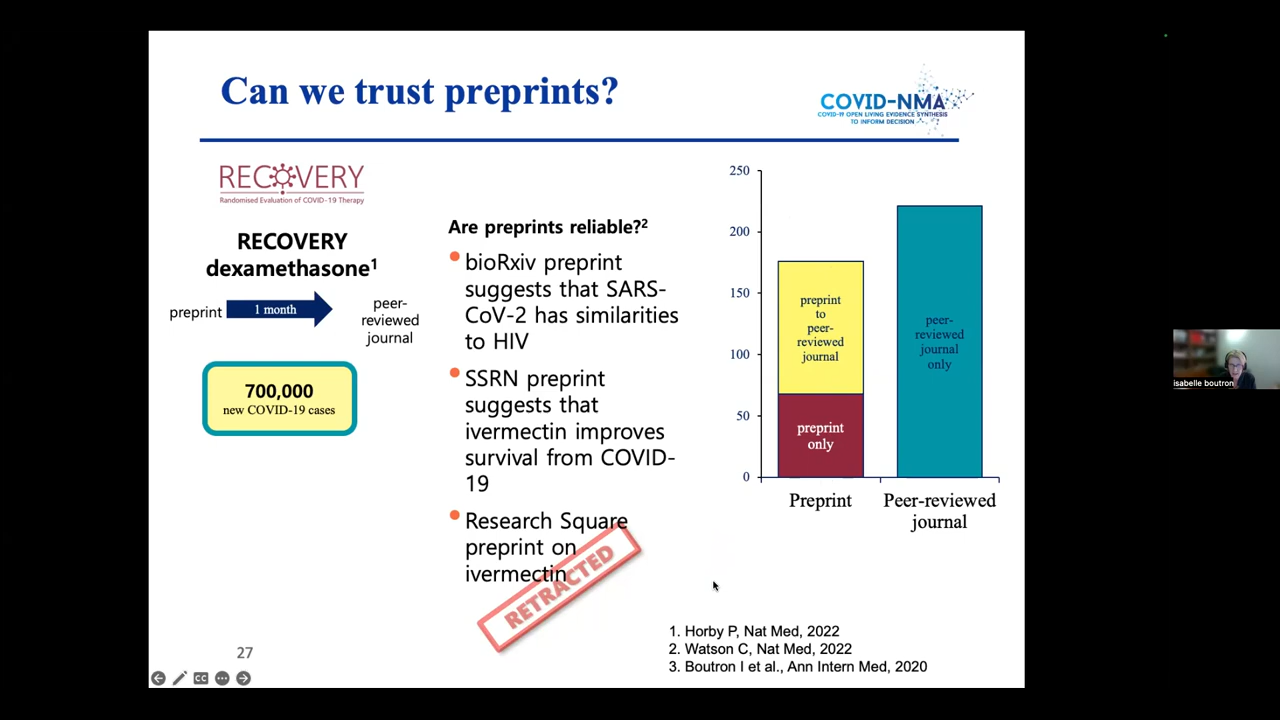 Can we trust preprints?
COVID-NMA
COVID-19 OPEN LIVING EVIDENCE SYNTHESIS
TO INFORM DECISION
RECOVERY
Randomised Evaluation of COVID-19 Therapy
RECOVERY
dexamethasone1
preprint
1 month
peer-
reviewed
journal
700,000
new COVID-19 cases
Are preprints reliable?2
bioRxiv preprint
suggests that SARS-
CoV-2 has similarities
to HIV
SSRN preprint
suggests that
ivermectin improves
survival from COVID-
19
Research Square
preprint on
ivermectin
RETRACTED
250
200
150
100
50
0
preprint
to
peer-
reviewed
journal
preprint
only
peer-
reviewed
journal
only
Preprint
Peer-reviewed
journal
1. Horby P, Nat Med, 2022
2. Watson C, Nat Med, 2022
3. Boutron I et al., Ann Intern Med, 2020
27
CC
isabelle boutron